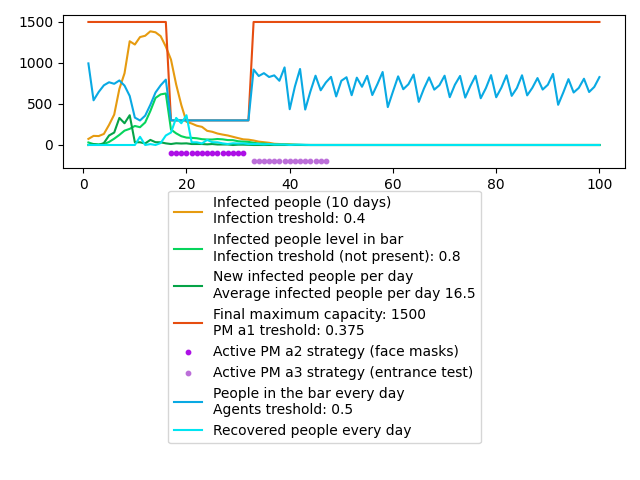 1500
1000
500
0
0
20
40
60
80
100
Infected people (10 days)
Infection treshold: 0.4
Infected people level in bar
Infection treshold (not present): 0.8
New infected people per day
Average infected people per day 16.5
Final maximum capacity: 1500
PM a1 treshold: 0.375
Active PM a2 strategy (face masks)
Active PM a3 strategy (entrance test)
People in the bar every day
Agents treshold: 0.5
Recovered people every day